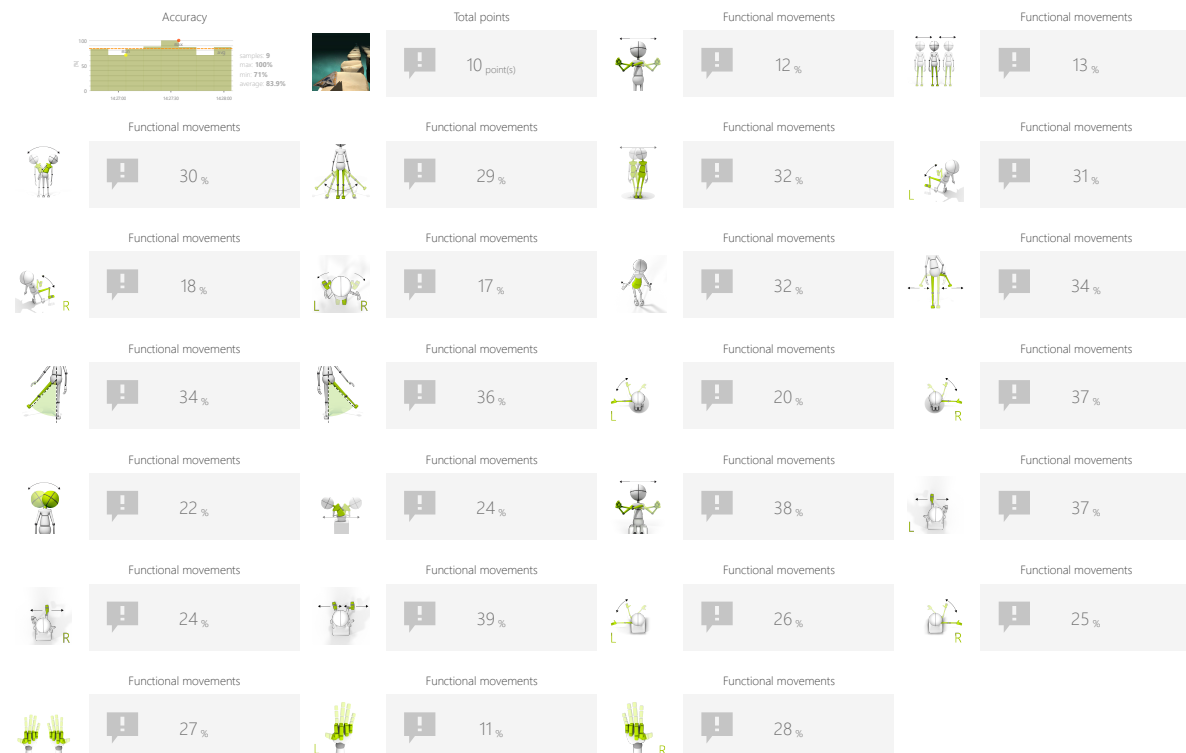 Accuracy
Total points
Functional movements
Functional movements
100
50
0
[%]
14:27:00
14:28:00
samples: 9
max: 100%
min: 71%
average: 83.9%
10 point(s)
12 %
13 %
Functional movements
Functional movements
Functional movements
Functional movements
30 %
29 %
32 %
31 %
L
Functional movements
Functional movements
Functional movements
Functional movements
18 %
17 %
32 %
34 %
R
L R
Functional movements
Functional movements
Functional movements
Functional movements
34 %
36 %
20 %
37 %
L
R
Functional movements
Functional movements
Functional movements
Functional movements
22 %
24 %
38 %
37 %
L
Functional movements
Functional movements
Functional movements
Functional movements
24 %
39 %
26 %
25 %
R
L
R
Functional movements
Functional movements
Functional movements
27 %
11 %
28 %
L
R